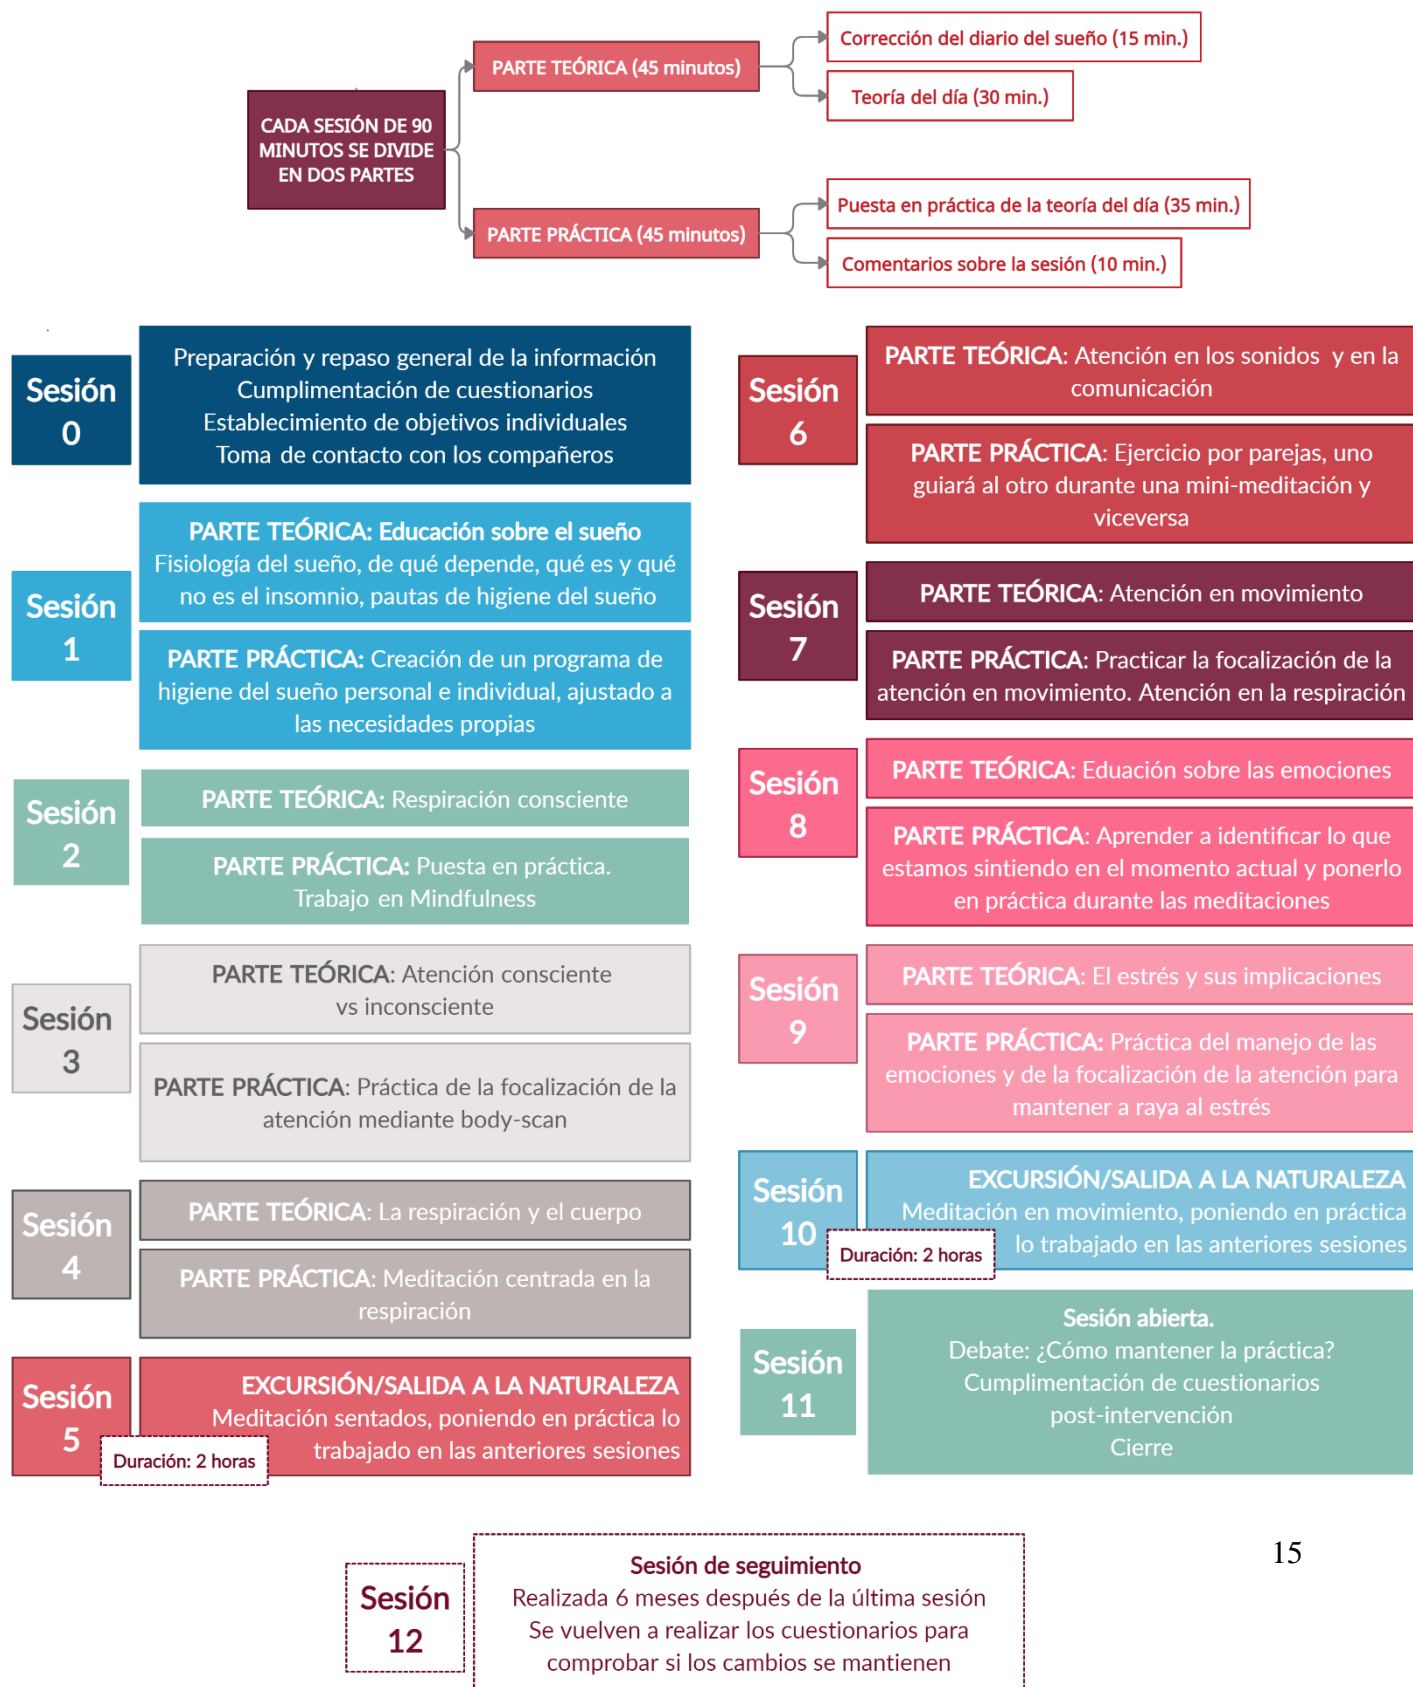 CADA SESIÓN DE 90
MINUTOS SE DIVIDE
EN DOS PARTES
PARTE TEÓRICA (45 minutos)
Corrección del diario del sueño (15 min.)
Teoría del día (30 min.)
PARTE PRÁCTICA (45 minutos)
Puesta en práctica de la teoría del día (35 min.)
Comentarios sobre la sesión (10 min.)
Sesión
0
Preparación y repaso general de la información
Cumplimentación de cuestionarios
Establecimiento de objetivos individuales
Toma de contacto con los compañeros
Sesión
1
PARTE TEÓRICA: Educación sobre el sueño
Fisiología del sueño, de qué depende, qué es y qué
no es el insomnio, pautas de higiene del sueño
PARTE PRÁCTICA: Creación de un programa de
higiene del sueño personal e individual, ajustado a
las necesidades propias
Sesión
2
PARTE TEÓRICA: Respiración consciente
PARTE PRÁCTICA: Puesta en práctica.
Trabajo en Mindfulness
Sesión
3
PARTE TEÓRICA: Atención consciente
vs inconsciente
PARTE PRÁCTICA: Práctica de la focalización de la
atención mediante body-scan
Sesión
4
PARTE TEÓRICA: La respiración y el cuerpo
PARTE PRÁCTICA: Meditación centrada en la
respiración
Sesión
5
Duración: 2 horas
EXCURSIÓN/SALIDA A LA NATURALEZA
Meditación sentados, poniendo en práctica lo
trabajado en las anteriores sesiones
Sesión
6
PARTE TEÓRICA: Atención en los sonidos y en la
comunicación
PARTE PRÁCTICA: Ejercicio por parejas, uno
guiará al otro durante una mini-meditación y
viceversa
Sesión
7
PARTE TEÓRICA: Atención en movimiento
PARTE PRÁCTICA: Practicar la focalización de la
atención en movimiento. Atención en la respiración
Sesión
8
PARTE TEÓRICA: Eduación sobre las emociones
PARTE PRÁCTICA: Aprender a identificar lo que
estamos sintiendo en el momento actual y ponerlo
en práctica durante las meditaciones
Sesión
9
PARTE TEÓRICA: El estrés y sus implicaciones
PARTE PRÁCTICA: Práctica del manejo de las
emociones y de la focalización de la atención para
mantener a raya al estrés
Sesión
10
Duración: 2 horas
EXCURSIÓN/SALIDA A LA NATURALEZA
Meditación en movimiento, poniendo en práctica
lo trabajado en las anteriores sesiones
Sesión
11
Sesión abierta.
Debate: ¿Cómo mantener la práctica?
Cumplimentación de cuestionarios
post-intervención
Cierre
Sesión
12
Sesión de seguimiento
Realizada 6 meses después de la última sesión
Se vuelven a realizar los cuestionarios para
comprobar si los cambios se mantienen
15